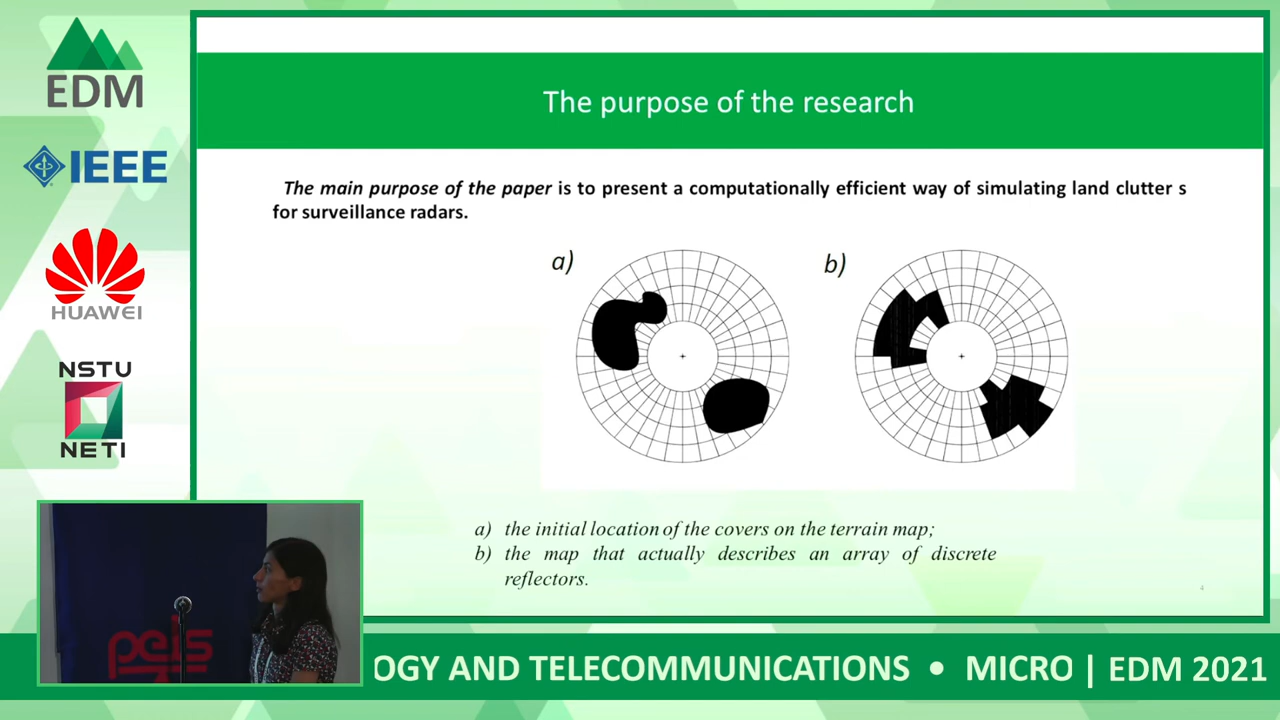 EDM
IEEE
HUAWEI
NSTU
NETI
The purpose of the research
The main purpose of the paper is to present a computationally efficient way of simulating land clutter s
for surveillance radars.
a)
b)
a) the initial location of the covers on the terrain map;
b) the map that actually describes an array of discrete
reflectors.
4
peis
OGY AND TELECOMMUNICATIONS • MICRO | EDM 2021